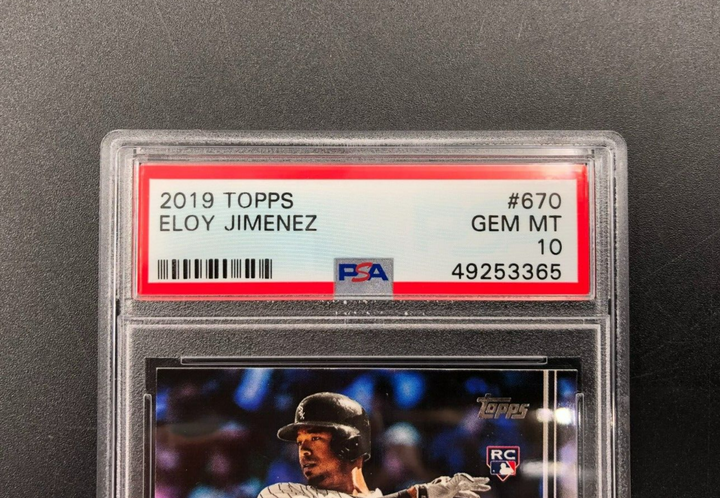 2019 TOPPS #670
ELOY JIMENEZ GEM MT
10
PSA 49253365
Topps
RC